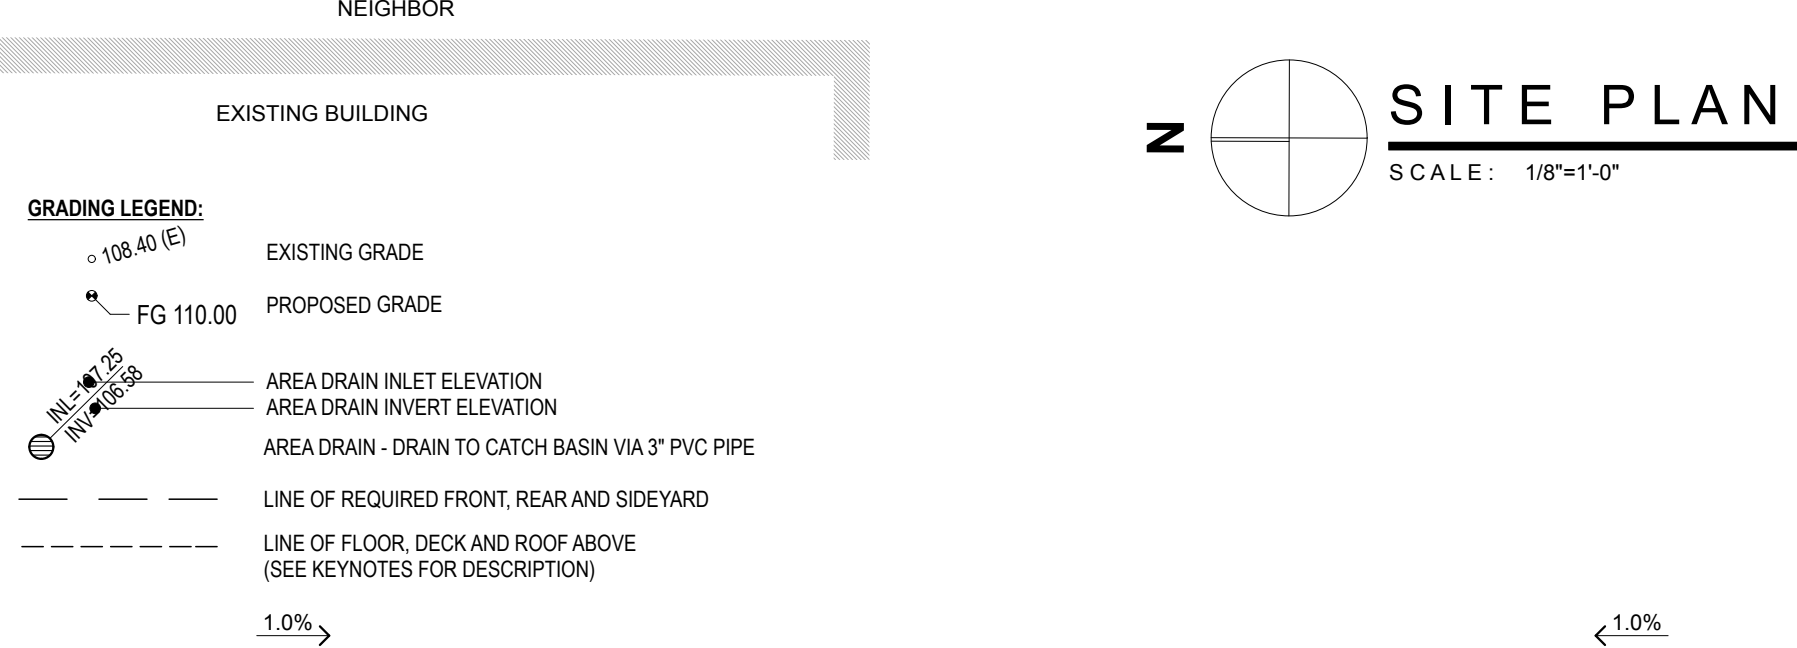 NEIGHBOR
EXISTING BUILDING
N
SITE PLAN
SCALE: 1/8"=1'-0"
GRADING LEGEND:
108.40 (E)
EXISTING GRADE
FG 110.00
PROPOSED GRADE
INL=107.25
INV=106.58
AREA DRAIN INLET ELEVATION
AREA DRAIN INVERT ELEVATION
AREA DRAIN - DRAIN TO CATCH BASIN VIA 3" PVC PIPE
LINE OF REQUIRED FRONT, REAR AND SIDEYARD
LINE OF FLOOR, DECK AND ROOF ABOVE
(SEE KEYNOTES FOR DESCRIPTION)
1.0%
1.0%